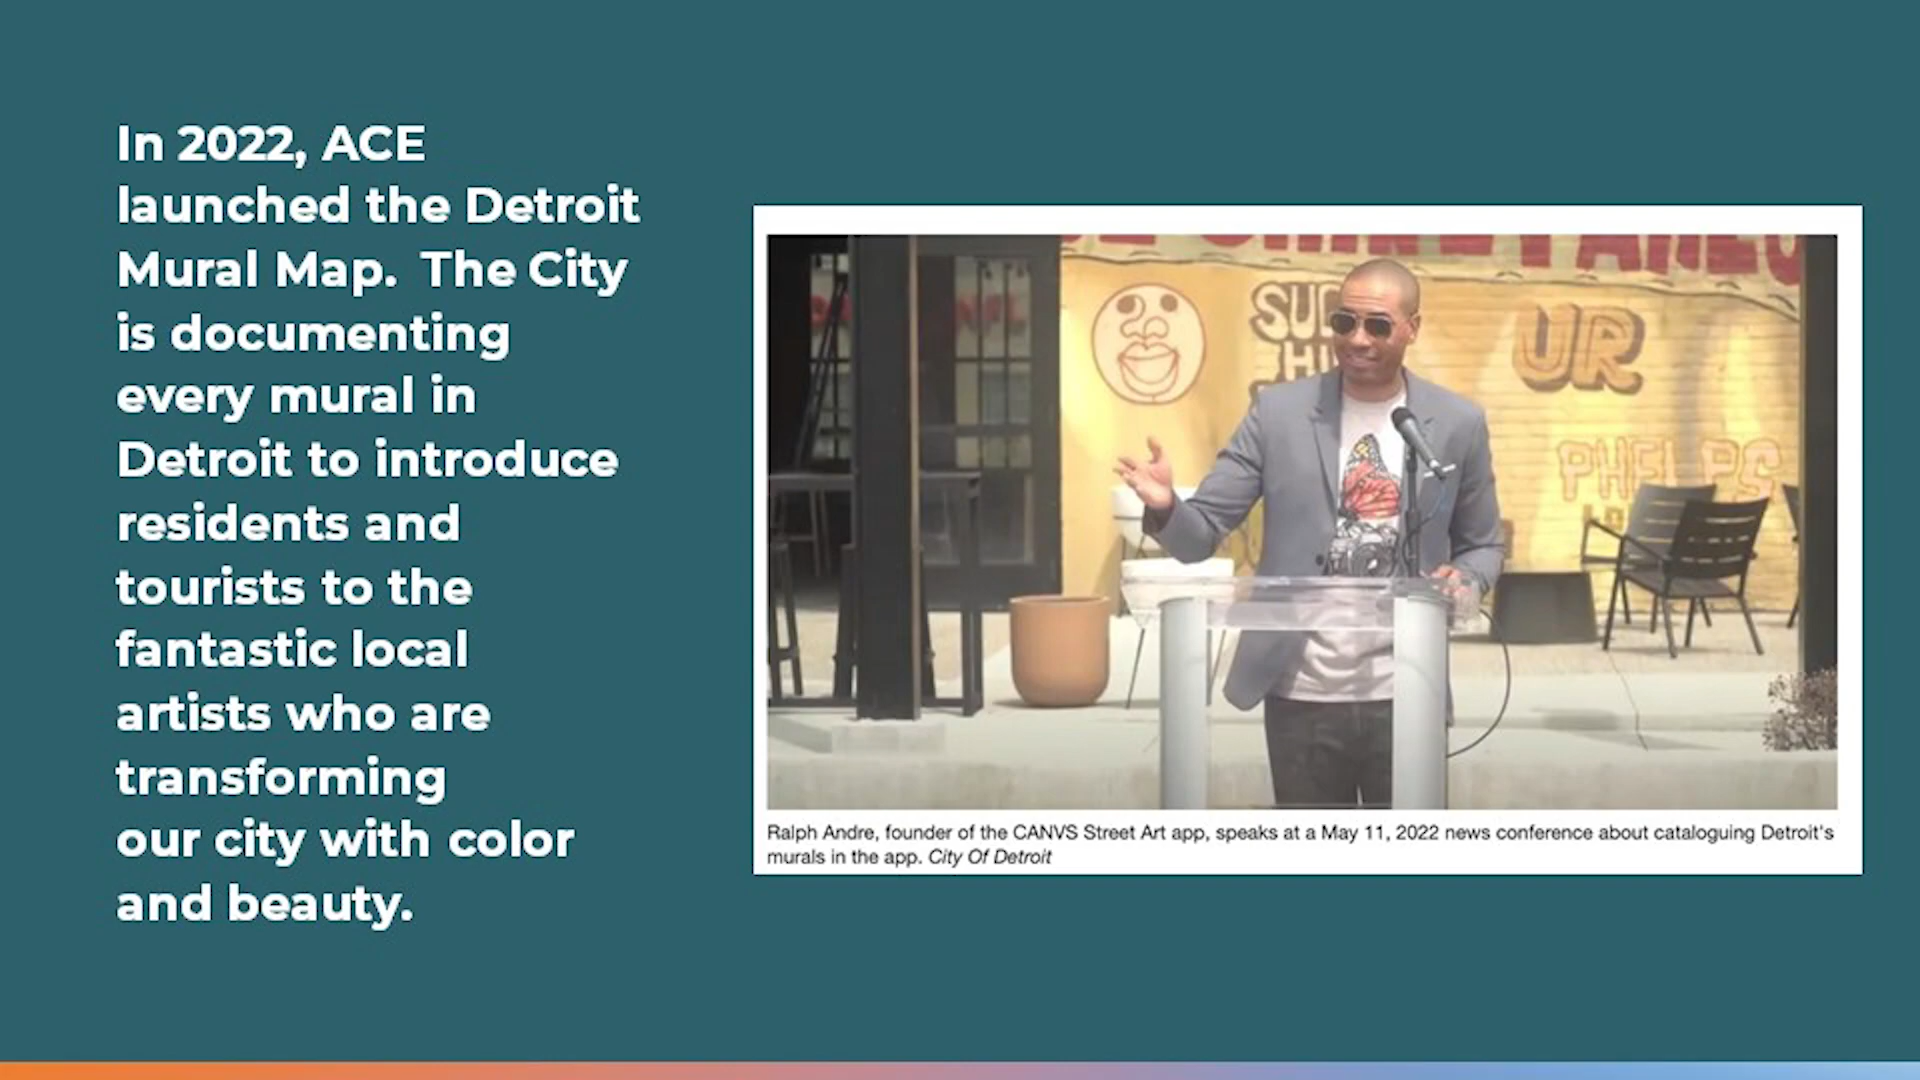 In 2022, ACE
launched the Detroit
Mural Map. The City
is documenting
every mural in
Detroit to introduce
residents and
tourists to the
fantastic local
artists who are
transforming
our city with color
and beauty.
UR
PHELPS
Ralph Andre, founder of the CANVS Street Art app, speaks at a May 11, 2022 news conference about cataloguing Detroit's
murals in the app. City Of Detroit